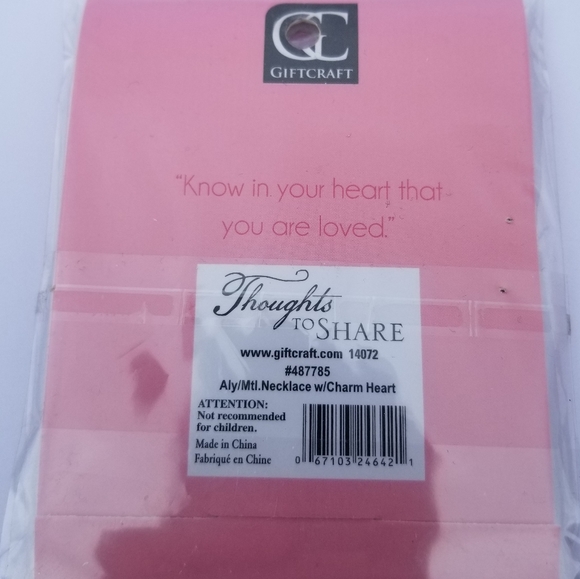 GC
GIFTCRAFT
"Know in your heart that
you are loved."
Thoughts
TO SHARE
www.giftcraft.com 14072
#487785
Aly/Mtl.Necklace w/Charm Heart
ATTENTION:
Not recommended
for children.
Made in China
Fabriqué en Chine
0 67103 24642 1